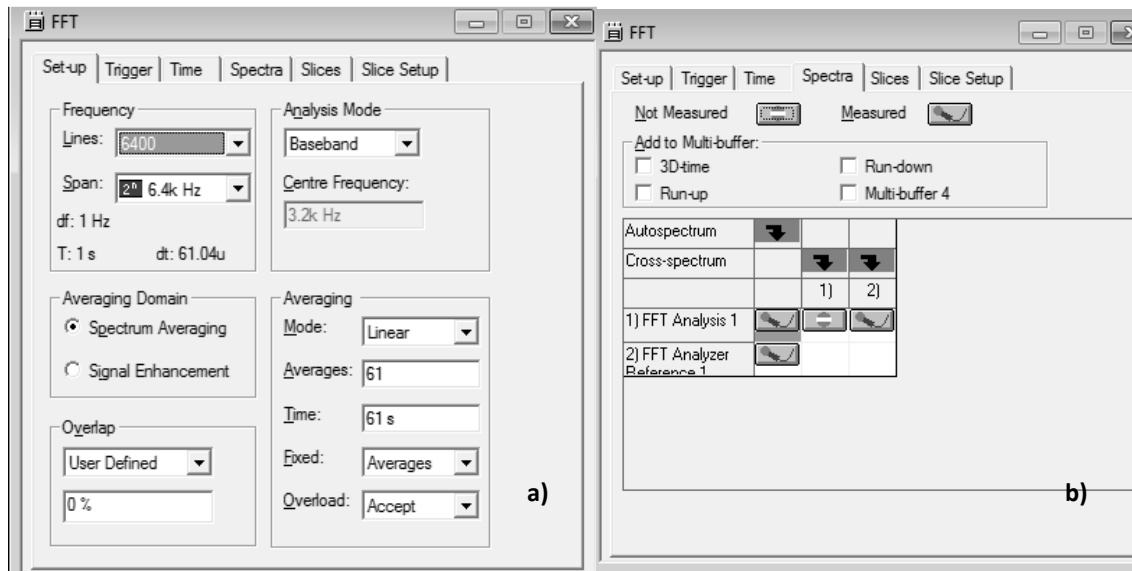 FFT
Set-up Trigger Time Spectra Slices Slice Setup
Frequency
Lines: 6400
Span: 2ⁿ 6.4k Hz
df: 1 Hz
T: 1 s dt: 61.04u
Analysis Mode
Baseband
Centre Frequency:
3.2k Hz
Averaging Domain
Spectrum Averaging
Signal Enhancement
Overlap
User Defined
0 %
Averaging
Mode: Linear
Averages: 61
Time: 61 s
Fixed: Averages
Overload: Accept
a)
FFT
Set-up Trigger Time Spectra Slices Slice Setup
Not Measured Measured
Add to Multi-buffer:
3D-time Run-down
Run-up Multi-buffer 4
Autospectrum
Cross-spectrum
1) 2)
1) FFT Analysis 1
2) FFT Analyzer
Reference 1
b)